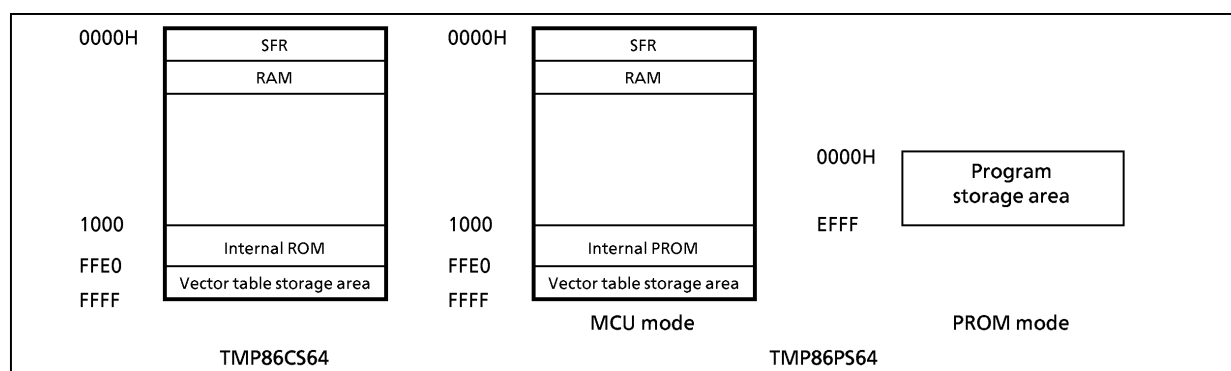 0000H SFR 0000H SFR
RAM RAM
0000H Program
storage area
1000 1000 EFFF
Internal ROM Internal PROM
FFE0 FFE0
Vector table storage area Vector table storage area
FFFF FFFF
MCU mode PROM mode
TMP86CS64 TMP86PS64